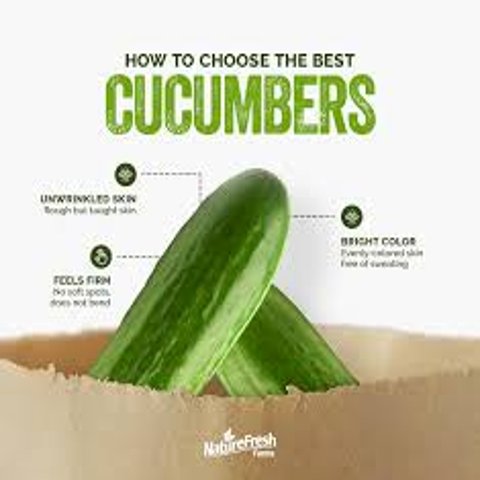 HOW TO CHOOSE THE BEST
CUCUMBERS
UNWRINKLED SKIN
Rough but taught skin
BRIGHT COLOR
Evenly colored skin
free of sweating
FEELS FIRM
No soft spots,
does not bend
NatureFresh
Farms